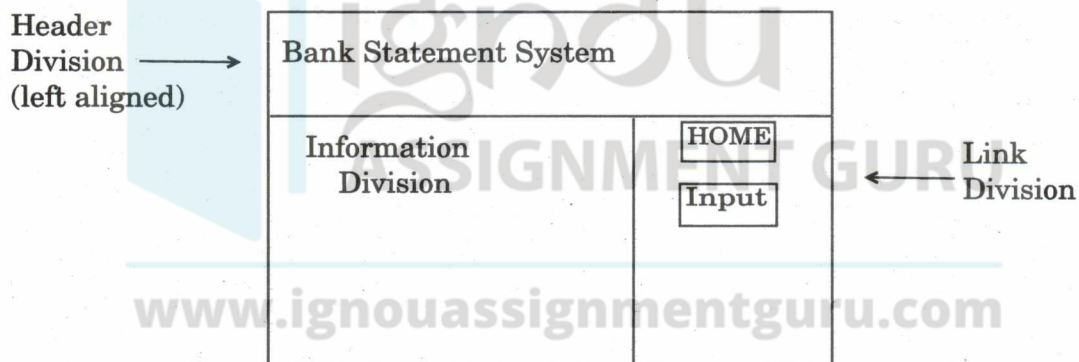 Header
Division
(left aligned)
Bank Statement System
Information
Division
HOME
Input
Link
Division
ignou
ASSIGNMENT GURU
www.ignouassignmentguru.com